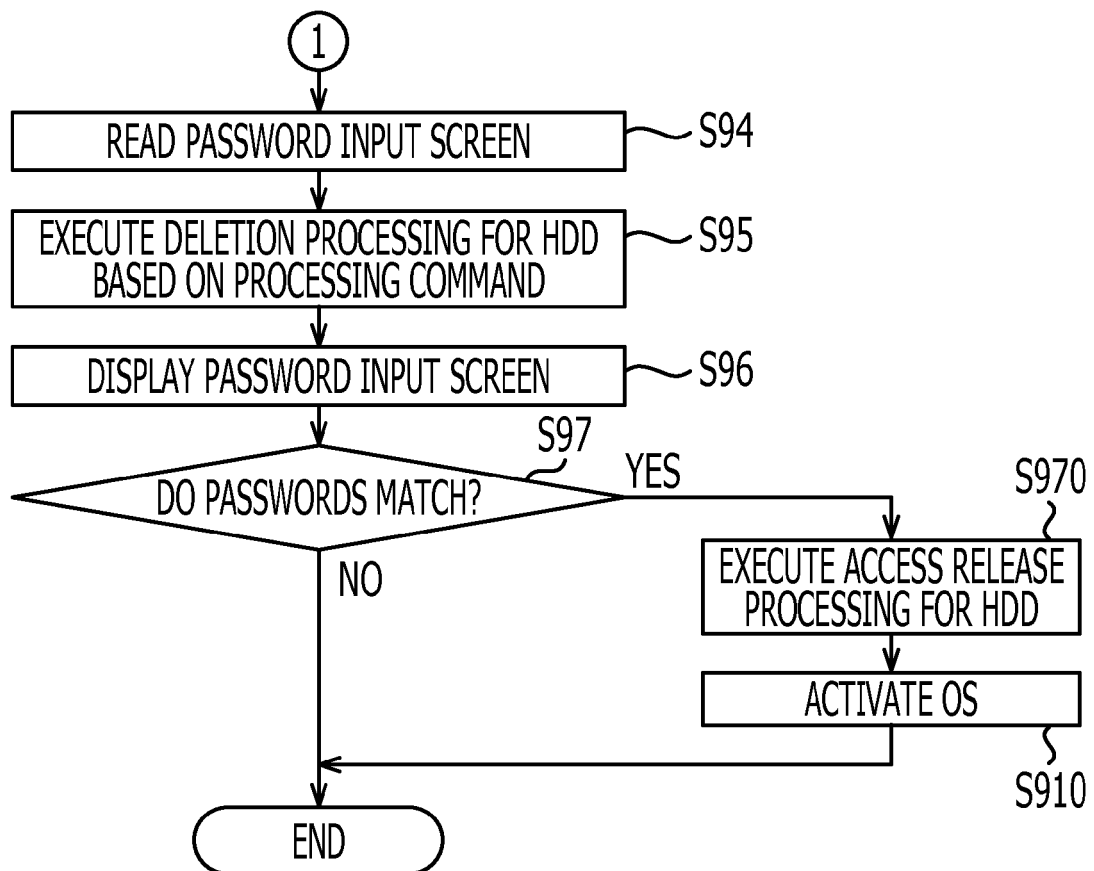 1
READ PASSWORD INPUT SCREEN
S94
EXECUTE DELETION PROCESSING FOR HDD
BASED ON PROCESSING COMMAND
S95
DISPLAY PASSWORD INPUT SCREEN
S96
S97
DO PASSWORDS MATCH?
YES
NO
S970
EXECUTE ACCESS RELEASE
PROCESSING FOR HDD
ACTIVATE OS
S910
END